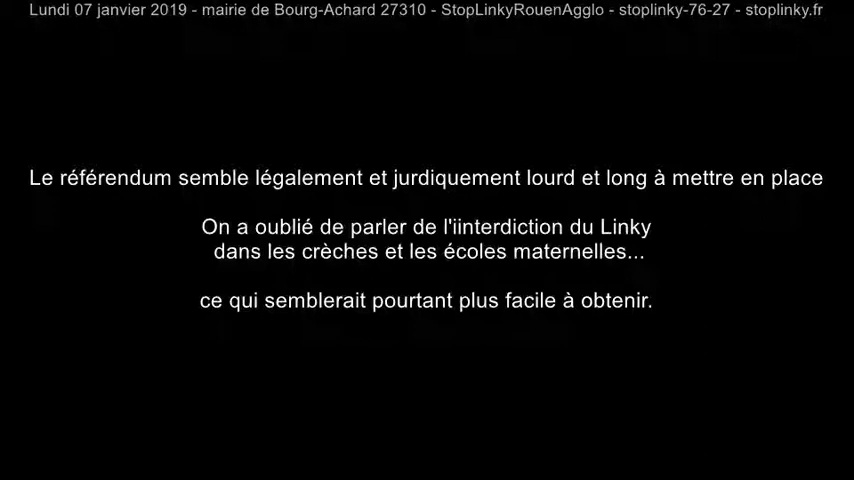 Lundi 07 janvier 2019 - mairie de Bourg-Achard 27310 - StopLinkyRouenAgglo - stoplinky-76-27 - stoplinky.fr
Le référendum semble légalement et jurdiquement lourd et long à mettre en place
On a oublié de parler de l'iinterdiction du Linky
dans les crèches et les écoles maternelles...
ce qui semblerait pourtant plus facile à obtenir.